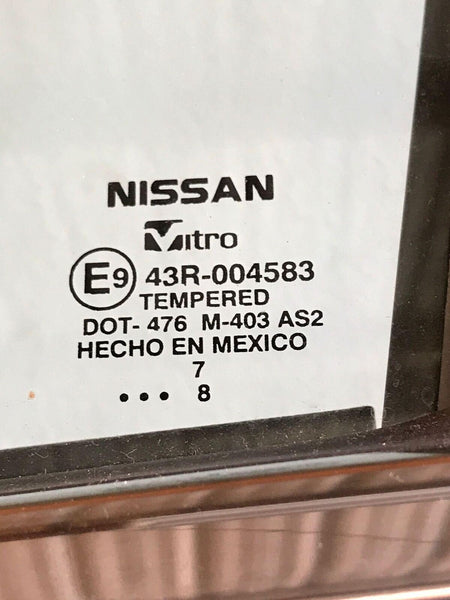 NISSAN
Vitro
E9 43R-004583
TEMPERED
DOT- 476 M-403 AS2
HECHO EN MEXICO
7
••• 8